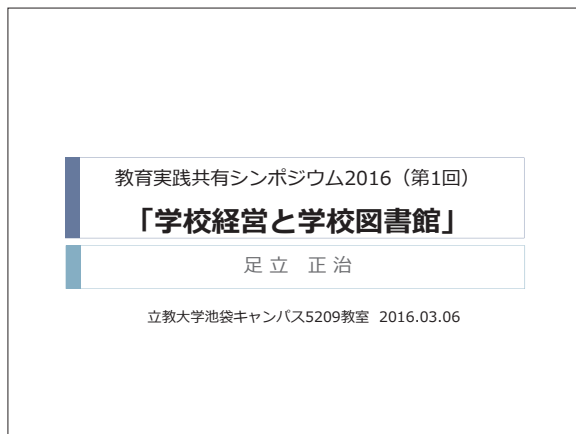 教育実践共有シンポジウム2016（第1回）
「学校経営と学校図書館」
足 立　正 治
立教大学池袋キャンパス5209教室 2016.03.06